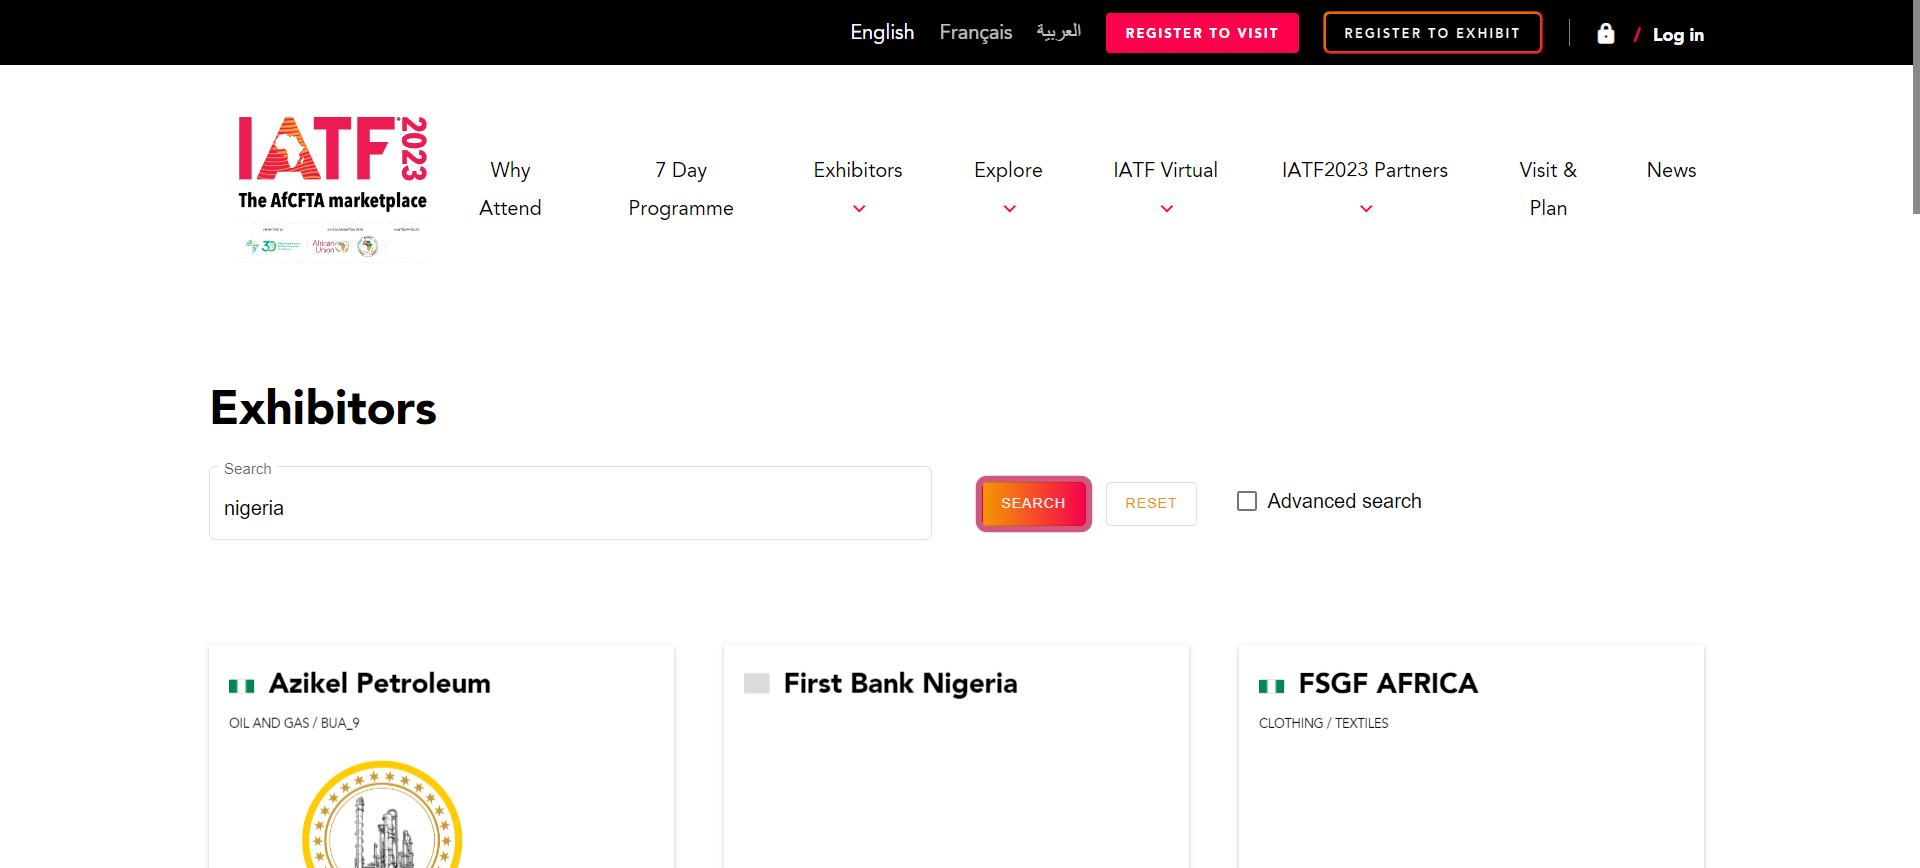 English Français العربية REGISTER TO VISIT REGISTER TO EXHIBIT / Log in
IATF 2023
The AfCFTA marketplace
African Union
Why Attend
7 Day Programme
Exhibitors
Explore
IATF Virtual
IATF2023 Partners
Visit & Plan
News
Exhibitors
Search
nigeria
SEARCH RESET Advanced search
Azikel Petroleum
OIL AND GAS / BUA_9
First Bank Nigeria
FSGF AFRICA
CLOTHING / TEXTILES